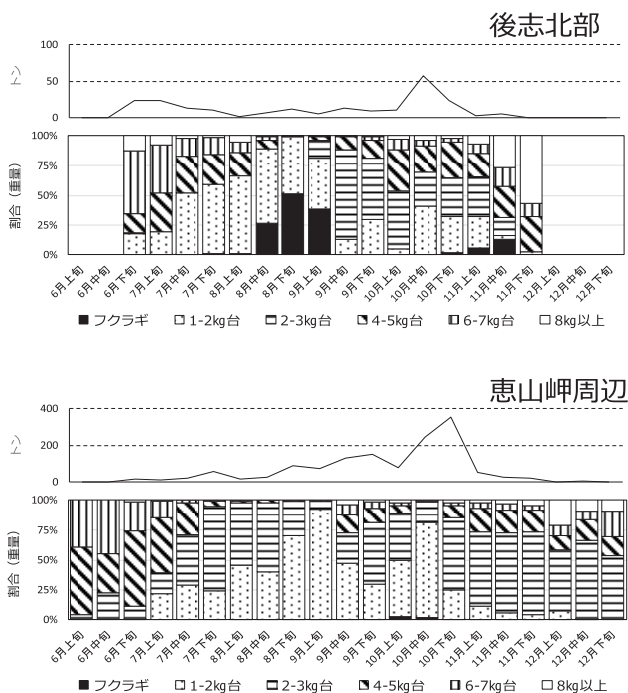 後志北部
100
50
0
トン
100%
75%
50%
25%
0%
割合（重量）
6月上旬 6月中旬 6月下旬 7月上旬 7月中旬 7月下旬 8月上旬 8月中旬 8月下旬 9月上旬 9月中旬 9月下旬 10月上旬 10月中旬 10月下旬 11月上旬 11月中旬 11月下旬 12月上旬 12月中旬 12月下旬
フクラギ 1-2kg台 2-3kg台 4-5kg台 6-7kg台 8kg以上
恵山岬周辺
400
200
0
トン
100%
75%
50%
25%
0%
割合（重量）
6月上旬 6月中旬 6月下旬 7月上旬 7月中旬 7月下旬 8月上旬 8月中旬 8月下旬 9月上旬 9月中旬 9月下旬 10月上旬 10月中旬 10月下旬 11月上旬 11月中旬 11月下旬 12月上旬 12月中旬 12月下旬
フクラギ 1-2kg台 2-3kg台 4-5kg台 6-7kg台 8kg以上